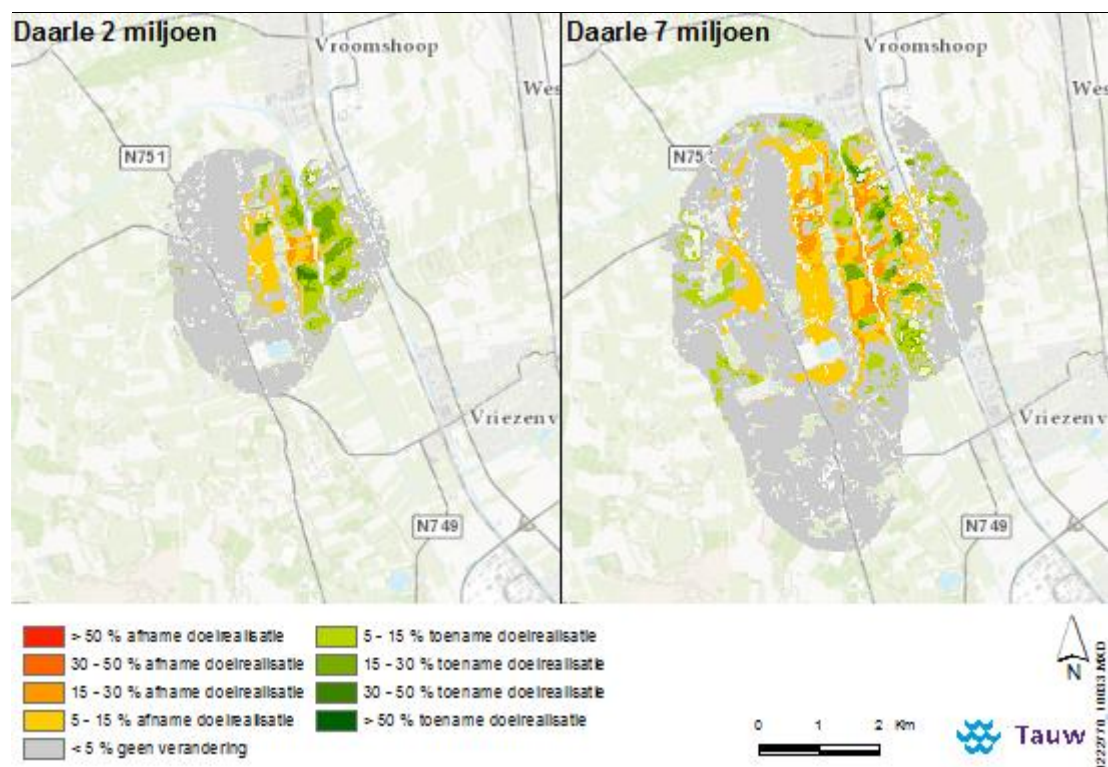 Daarle 2 miljoen
Vroomshoop
Wes
N751
Vriezenv
N749
Daarle 7 miljoen
Vroomshoop
Wes
N75
Vriezenv
N749
> 50 % afname doelrealisatie
30 - 50 % afname doelrealisatie
15 - 30 % afname doelrealisatie
5 - 15 % afname doelrealisatie
< 5 % geen verandering
5 - 15 % toename doelrealisatie
15 - 30 % toename doelrealisatie
30 - 50 % toename doelrealisatie
> 50 % toename doelrealisatie
0 1 2 Km
N
Tauw